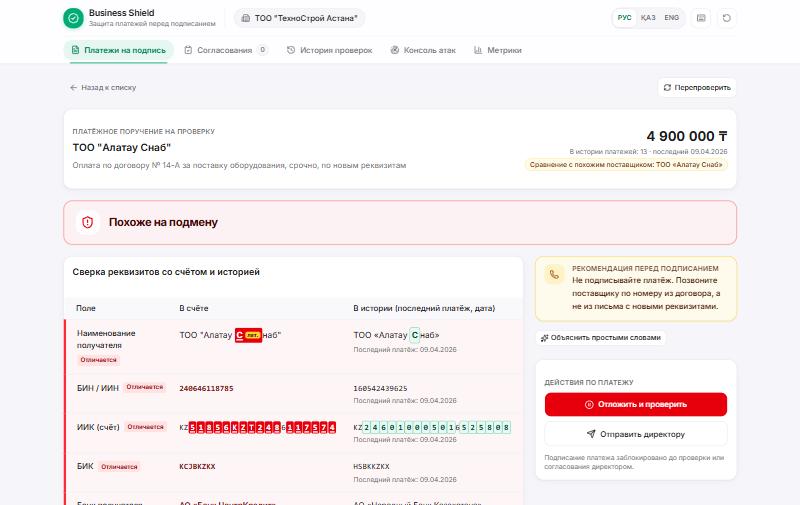 Business Shield
Защита платежей перед подписанием
ТОО "ТехноСтрой Астана"
РУС ҚАЗ ENG
Платежи на подпись
Согласования 0
История проверок
Консоль атак
Метрики
Назад к списку
Перепроверить
ПЛАТЁЖНОЕ ПОРУЧЕНИЕ НА ПРОВЕРКУ
ТОО "Алатау Снаб"
Оплата по договору № 14-А за поставку оборудования, срочно, по новым реквизитам
4 900 000 ₸
В истории платежей: 13 · последний 09.04.2026
Сравнение с похожим поставщиком: ТОО «Алатау Снаб»
Похоже на подмену
Сверка реквизитов со счётом и историей
Поле В счёте В истории (последний платёж, дата)
Наименование получателя
Отличается
ТОО "Алатау C лат. наб"
ТОО «Алатау Снаб»
Последний платёж: 09.04.2026
БИН / ИИН Отличается
240646118785
160542439625
Последний платёж: 09.04.2026
ИИК (счёт) Отличается
KZ51856KZT2486117574
KZ246010005016525808
Последний платёж: 09.04.2026
БИК Отличается
KCJBKZKX
HSBKKZKX
Последний платёж: 09.04.2026
РЕКОМЕНДАЦИЯ ПЕРЕД ПОДПИСАНИЕМ
Не подписывайте платёж. Позвоните
поставщику по номеру из договора, а
не из письма с новыми реквизитами.
Объяснить простыми словами
ДЕЙСТВИЯ ПО ПЛАТЕЖУ
Отложить и проверить
Отправить директору
Подписание платежа заблокировано до проверки или
согласования директором.